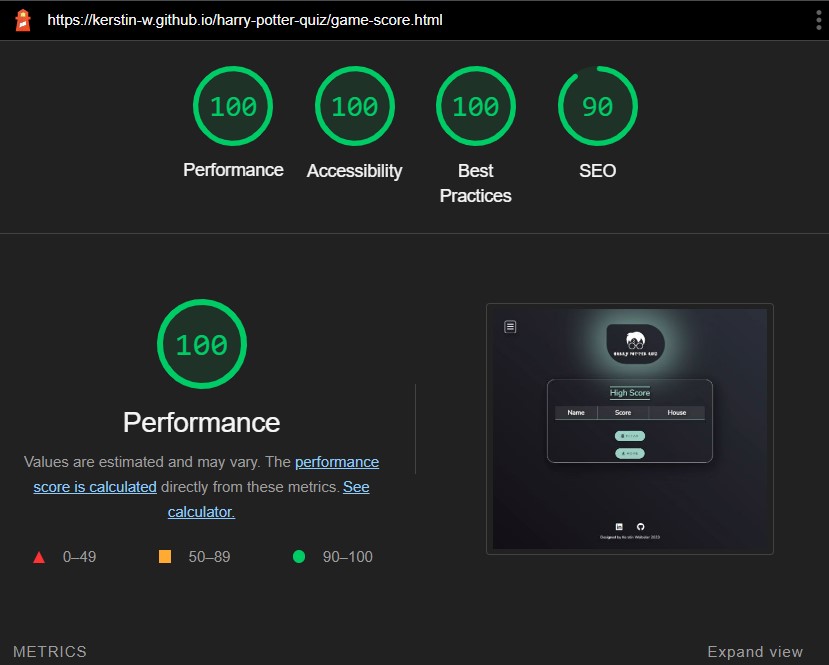 https://kerstin-w.github.io/harry-potter-quiz/game-score.html
100 100 100 90
Performance Accessibility Best Practices SEO
100
Performance
Values are estimated and may vary. The performance
score is calculated directly from these metrics. See
calculator.
0–49 50–89 90–100
HARRY POTTER QUIZ
High Score
Name Score House
Designed by Kerstin Webster 2023
METRICS Expand view